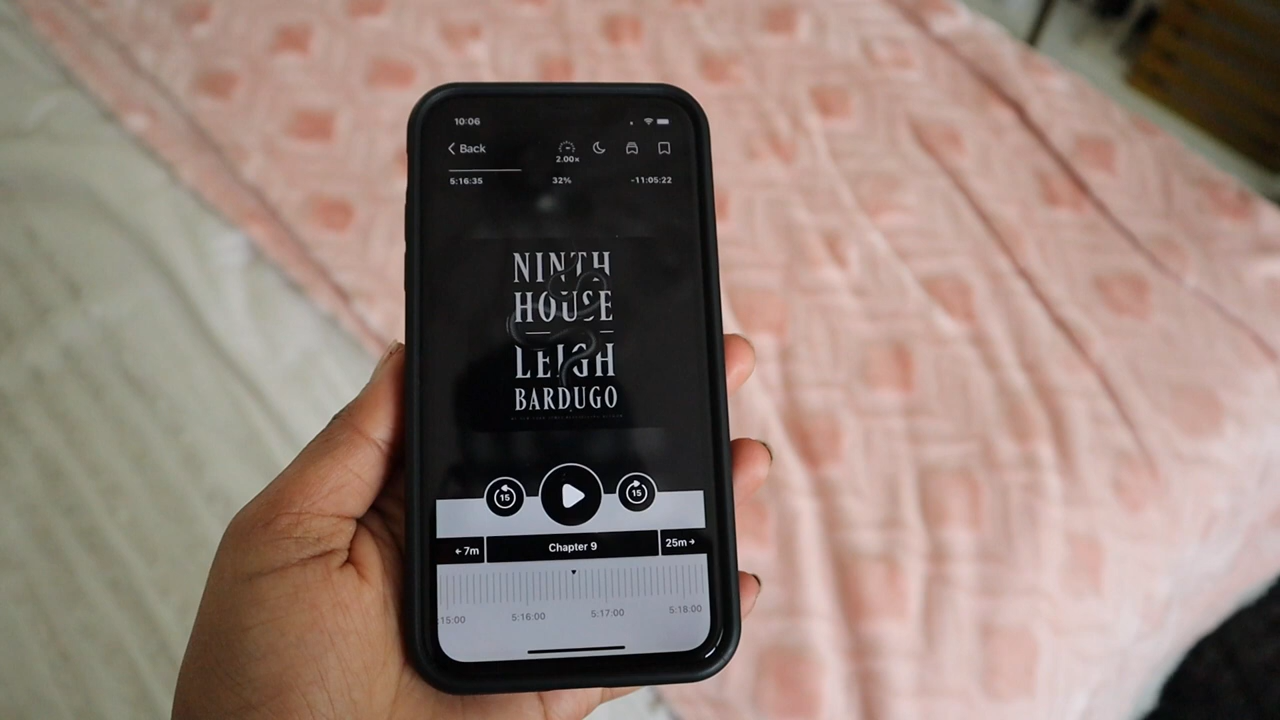 10:06
Back
2.00×
5:16:35 32% -11:05:22
NINTH
HOUSE
LEIGH
BARDUGO
15 15
←7m Chapter 9 25m→
:15:00 5:16:00 5:17:00 5:18:00